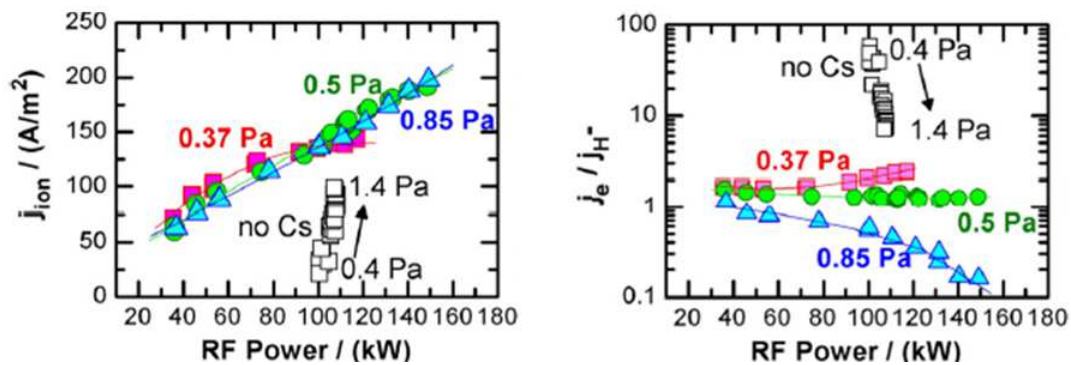 250
200
150
100
50
0
j_ion / (A/m²)
0.5 Pa
0.37 Pa
0.85 Pa
1.4 Pa
no Cs
0.4 Pa
20 40 60 80 100 120 140 160 180
RF Power / (kW)
100
10
1
0.1
j_e / j_H-
no Cs
0.4 Pa
1.4 Pa
0.37 Pa
0.5 Pa
0.85 Pa
20 40 60 80 100 120 140 160 180
RF Power / (kW)